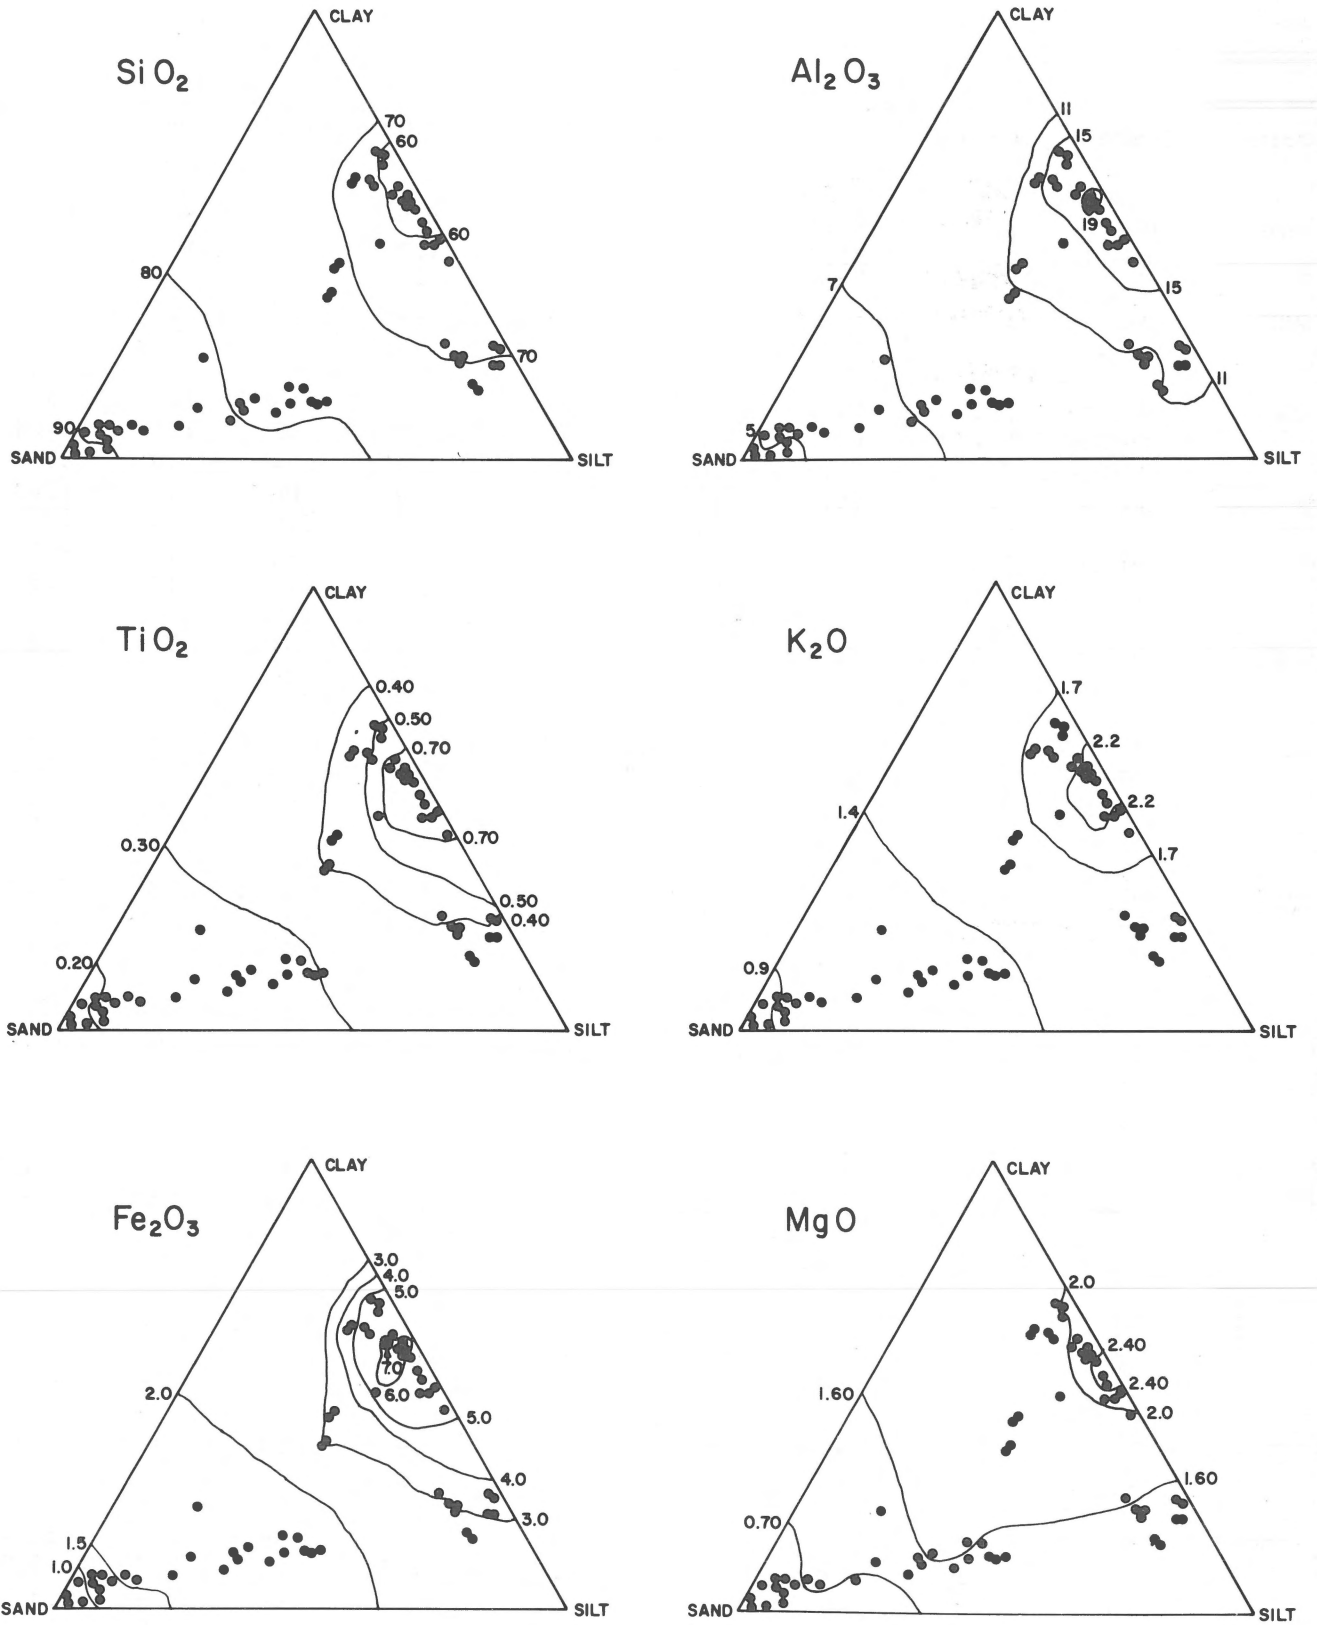 CLAY
SiO2
70
60
60
80
70
90
SAND
SILT
CLAY
Al2O3
11
15
19
7
15
11
5
SAND
SILT
CLAY
TiO2
0.40
0.50
0.70
0.70
0.30
0.50
0.40
0.20
SAND
SILT
CLAY
K2O
1.7
2.2
2.2
1.4
1.7
0.9
SAND
SILT
CLAY
Fe2O3
3.0
4.0
5.0
7.0
6.0
2.0
5.0
4.0
3.0
1.5
1.0
SAND
SILT
CLAY
MgO
2.0
2.40
2.40
1.60
2.0
1.60
0.70
SAND
SILT